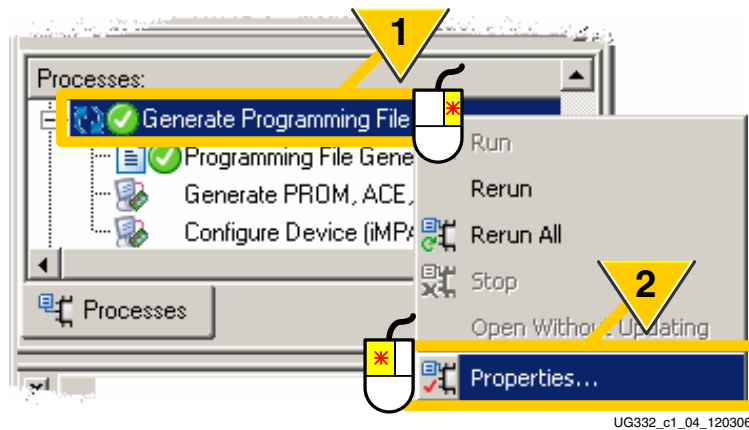 1
Processes:
Generate Programming File
Programming File Gene
Generate PROM, ACE,
Configure Device (iMPA
Processes
Run
Rerun
Rerun All
Stop
2
Open Without Updating
Properties...
UG332_c1_04_120306